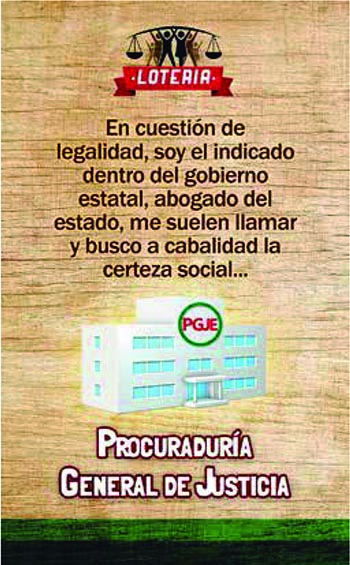 LOTERIA
En cuestión de
legalidad, soy el indicado
dentro del gobierno
estatal, abogado del
estado, me suelen llamar
y busco a cabalidad la
certeza social...
PGJE
PROCURADURÍA
GENERAL DE JUSTICIA